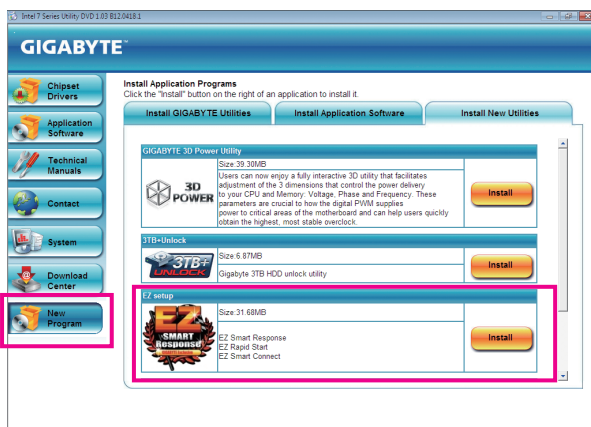 Intel 7 Series Utility DVD 1.03 B12.0418.1
GIGABYTE™
Chipset
Drivers
Application
Software
Technical
Manuals
Contact
System
Download
Center
New
Program
Install Application Programs
Click the "Install" button on the right of an application to install it.
Install GIGABYTE Utilities
Install Application Software
Install New Utilities
GIGABYTE 3D Power Utility
3D
POWER
Size:39.30MB
Users can now enjoy a fully interactive 3D utility that facilitates
adjustment of the 3 dimensions that control the power delivery
to your CPU and Memory: Voltage, Phase and Frequency. These
parameters are crucial to how the digital PWM supplies
power to critical areas of the motherboard and can help users quickly
obtain the highest, most stable overclock.
Install
3TB+Unlock
3TB+
UNLOCK
Size:6.87MB
Gigabyte 3TB HDD unlock utility
Install
EZ setup
EZ
SMART
Response
Size:31.68MB
EZ Smart Response
EZ Rapid Start
EZ Smart Connect
Install